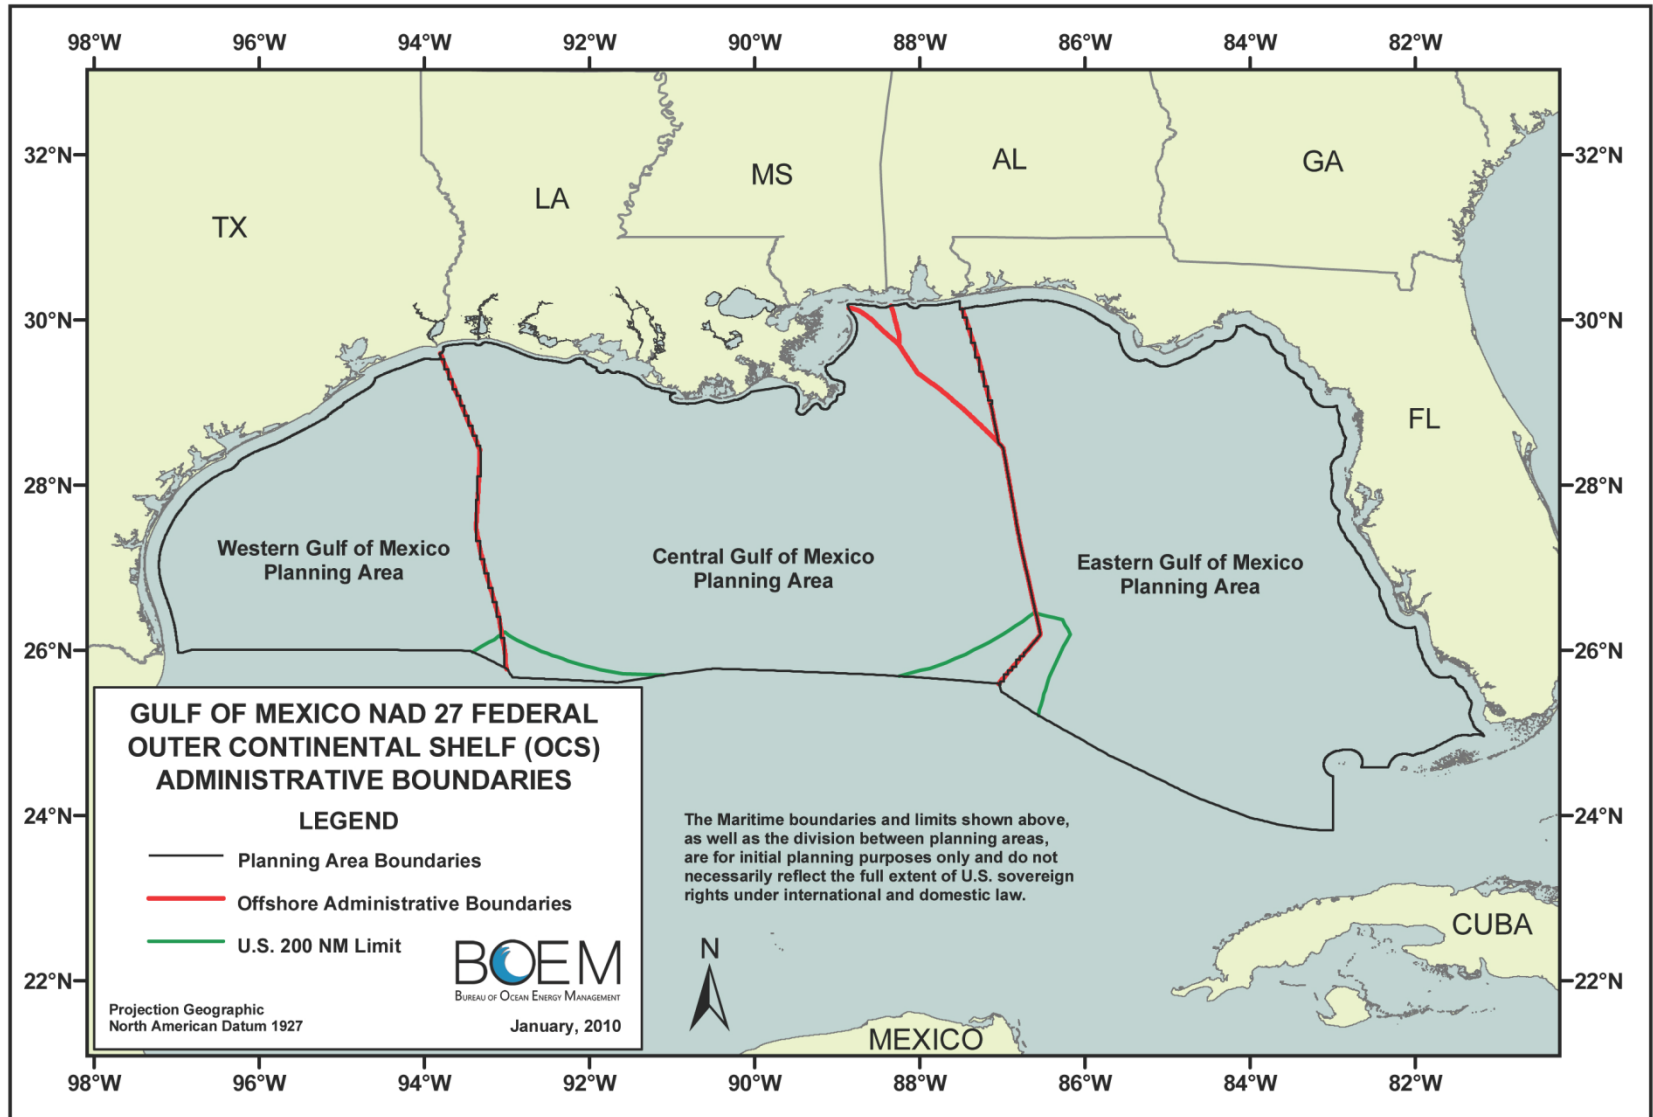 98°W 96°W 94°W 92°W 90°W 88°W 86°W 84°W 82°W
32°N 32°N
TX
LA
MS
AL
GA
30°N 30°N
FL
28°N 28°N
Western Gulf of Mexico
Planning Area
Central Gulf of Mexico
Planning Area
Eastern Gulf of Mexico
Planning Area
26°N 26°N
GULF OF MEXICO NAD 27 FEDERAL
OUTER CONTINENTAL SHELF (OCS)
ADMINISTRATIVE BOUNDARIES
LEGEND
Planning Area Boundaries
Offshore Administrative Boundaries
U.S. 200 NM Limit
BOEM
BUREAU OF OCEAN ENERGY MANAGEMENT
Projection Geographic
North American Datum 1927
January, 2010
24°N 24°N
The Maritime boundaries and limits shown above,
as well as the division between planning areas,
are for initial planning purposes only and do not
necessarily reflect the full extent of U.S. sovereign
rights under international and domestic law.
N
CUBA
22°N 22°N
MEXICO
98°W 96°W 94°W 92°W 90°W 88°W 86°W 84°W 82°W